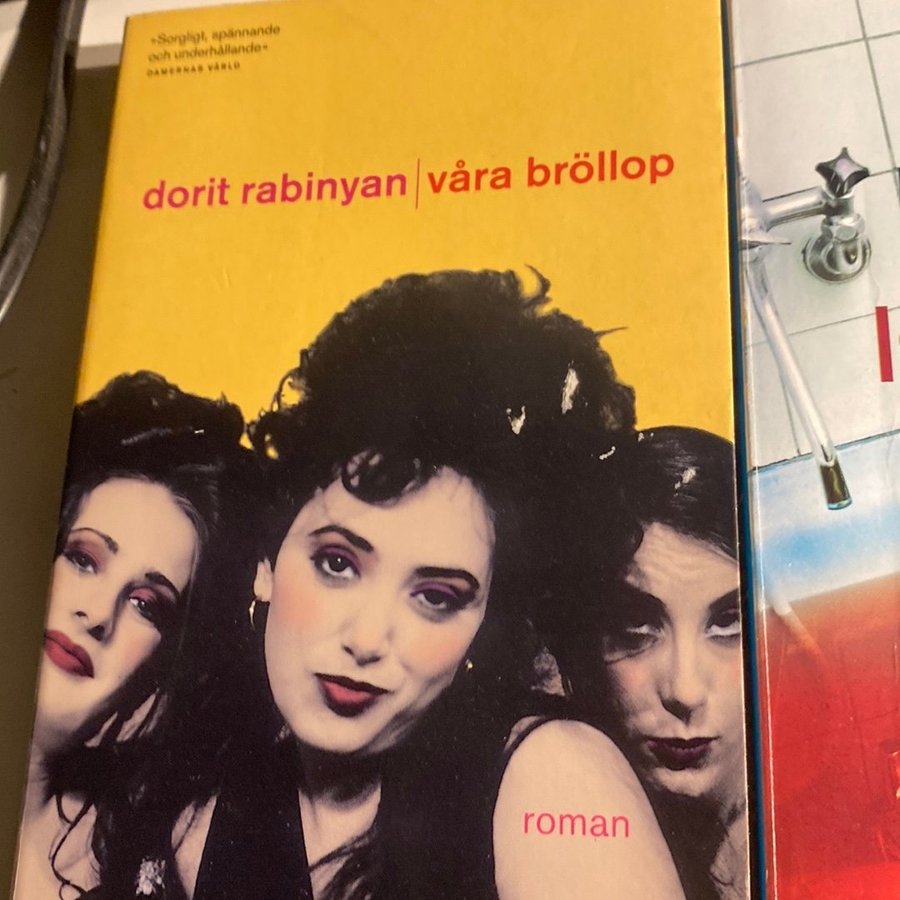 »Sorgligt, spännande
och underhållande«
DAMERNAS VÄRLD
dorit rabinyan | våra bröllop
roman